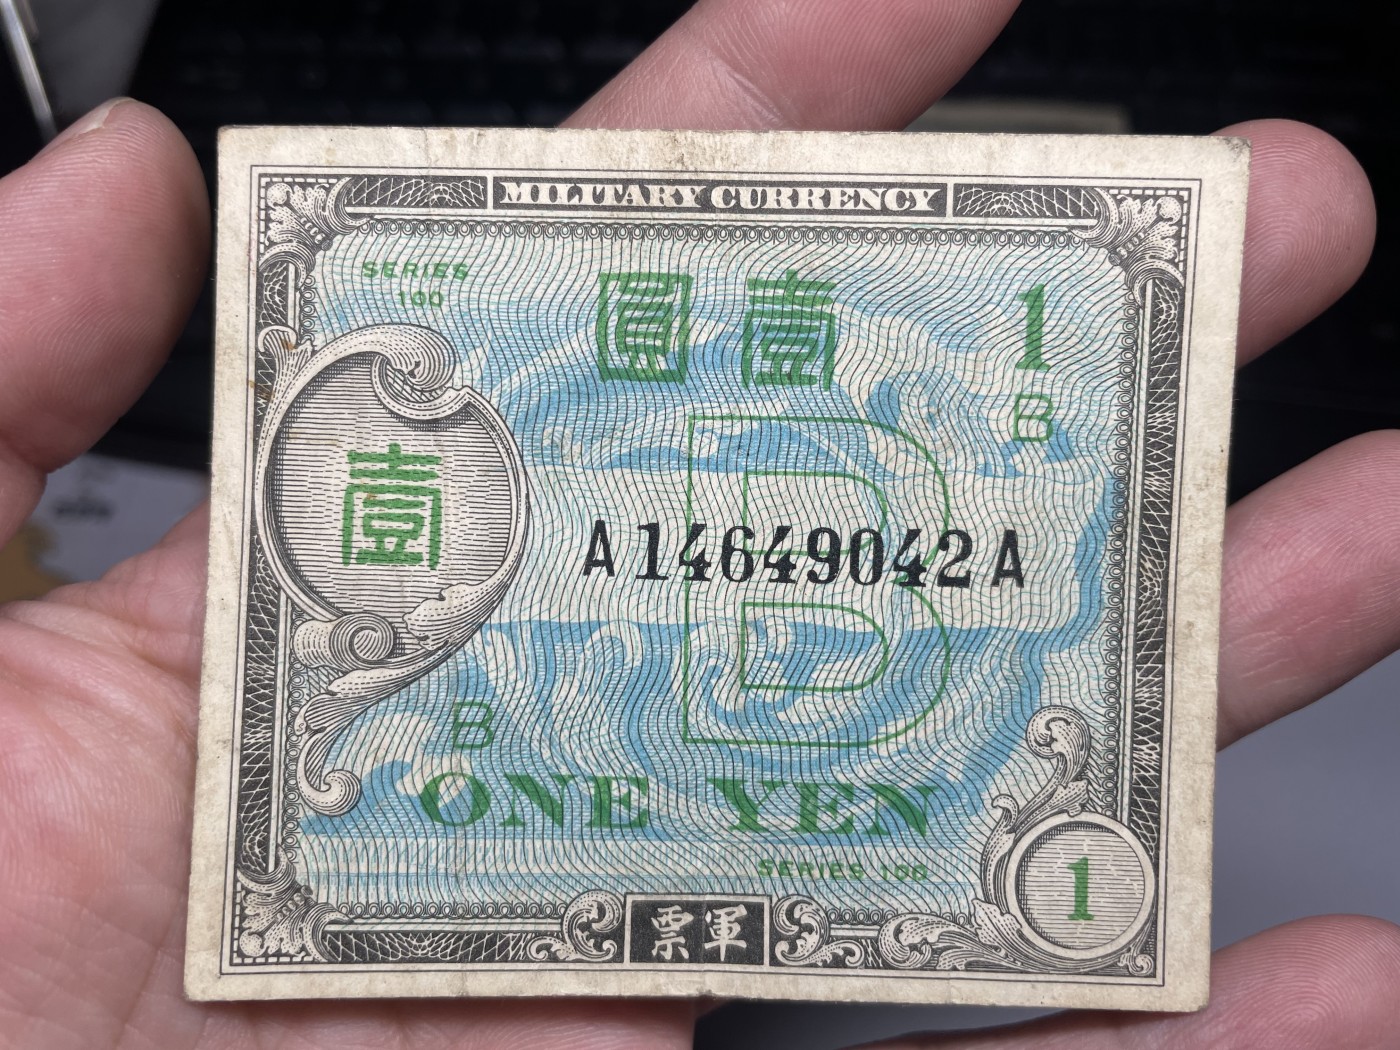 MILITARY CURRENCY
SERIES
100
圓壹
1
B
壹
B
A14649042A
B
ONE YEN
SERIES 100
票軍
1